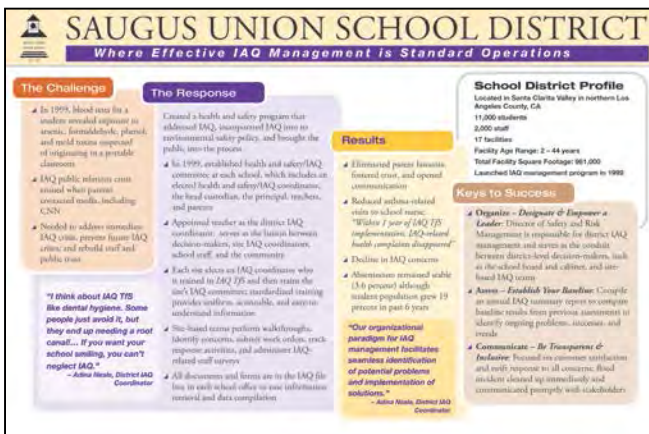 SAUGUS UNION SCHOOL DISTRICT
Where Effective IAQ Management is Standard Operations
The Challenge
In 1999, blood tests for a
student revealed exposure to
arsenic, formaldehyde, phenol,
and mold toxins suspected
of originating in a portable
classroom
IAQ public relations crisis
ensued when parents
contacted media, including
CNN
Needed to address immediate
IAQ crisis, prevent future IAQ
crises, and rebuild staff and
public trust
"I think about IAQ TfS
like dental hygiene. Some
people just avoid it, but
they end up needing a root
canal... If you want your
school smiling, you can't
neglect IAQ."
– Adina Neale, District IAQ
Coordinator
The Response
Created a health and safety program that
addressed IAQ, incorporated IAQ into its
environmental safety policy, and brought the
public into the process
In 1999, established health and safety/IAQ
committee at each school, which includes an
elected health and safety/IAQ coordinator,
the head custodian, the principal, teachers,
and parents
Appointed teacher as the district IAQ
coordinator: serves as the liaison between
decision-makers, site IAQ coordinators,
school staff, and the community
Each site elects an IAQ coordinator who
is trained in IAQ TfS and then trains the
site's IAQ committee; standardized training
provides uniform, actionable, and easy-to-
understand information
Site-based teams perform walkthroughs,
identify concerns, submit work orders, track
response activities, and administer IAQ-
related staff surveys
All documents and forms are in the IAQ file
box in each school office to ease information
retrieval and data compilation
Results
Eliminated parent lawsuits,
fostered trust, and opened
communication
Reduced asthma-related
visits to school nurse:
"Within 1 year of IAQ TfS
implementation, IAQ-related
health complaints disappeared"
Decline in IAQ concerns
Absenteeism remained stable
(3.6 percent) although
student population grew 19
percent in past 6 years
"Our organizational
paradigm for IAQ
management facilitates
seamless identification
of potential problems
and implementation of
solutions."
– Adina Neale, District IAQ
Coordinator
School District Profile
Located in Santa Clarita Valley in northern Los
Angeles County, CA
11,000 students
2,000 staff
17 facilities
Facility Age Range: 2 – 44 years
Total Facility Square Footage: 961,000
Launched IAQ management program in 1999
Keys to Success
Organize – Designate & Empower a
Leader: Director of Safety and Risk
Management is responsible for district IAQ
management and serves as the conduit
between district-level decision-makers, such
as the school board and cabinet, and site-
based IAQ teams
Assess – Establish Your Baseline: Compile
an annual IAQ summary report to compare
baseline results from previous assessments to
identify ongoing problems, successes, and
trends
Communicate – Be Transparent &
Inclusive: Focused on customer satisfaction
and swift response to all concerns; flood
incident cleaned up immediately and
communicated promptly with stakeholders